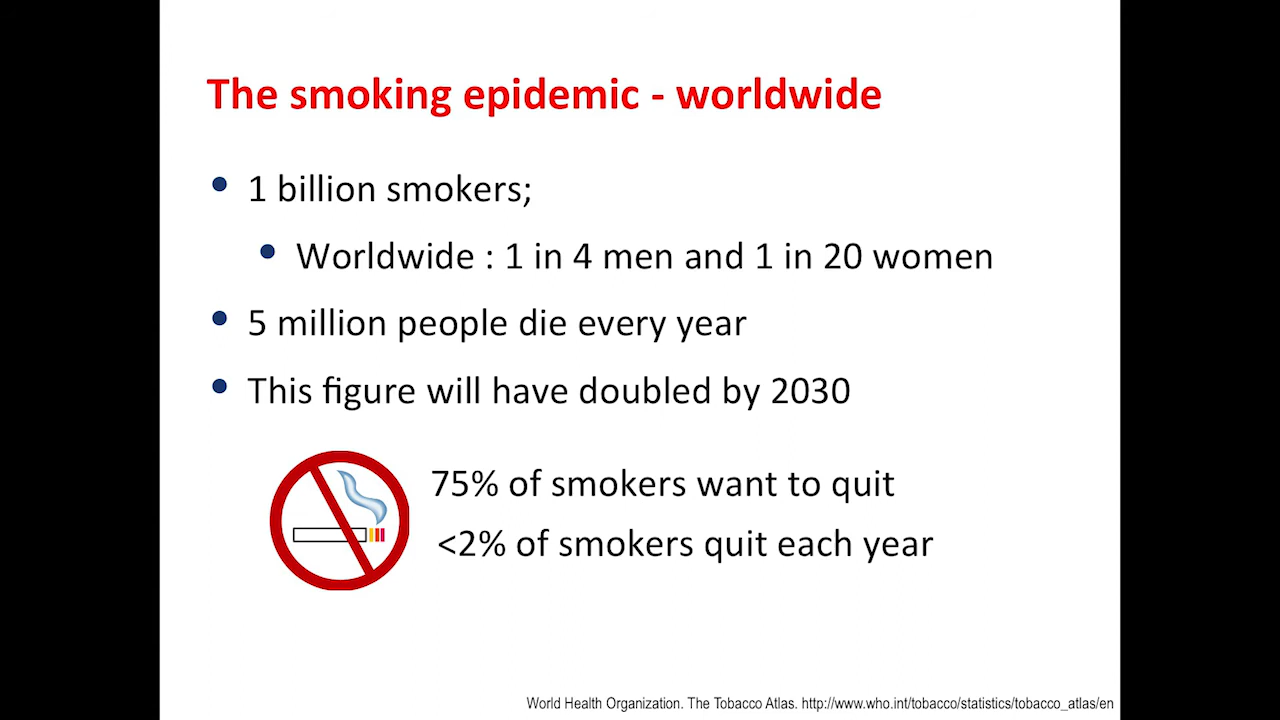 The smoking epidemic - worldwide
• 1 billion smokers;
• Worldwide : 1 in 4 men and 1 in 20 women
• 5 million people die every year
• This figure will have doubled by 2030
75% of smokers want to quit
<2% of smokers quit each year
World Health Organization. The Tobacco Atlas. http://www.who.int/tobacco/statistics/tobacco_atlas/en